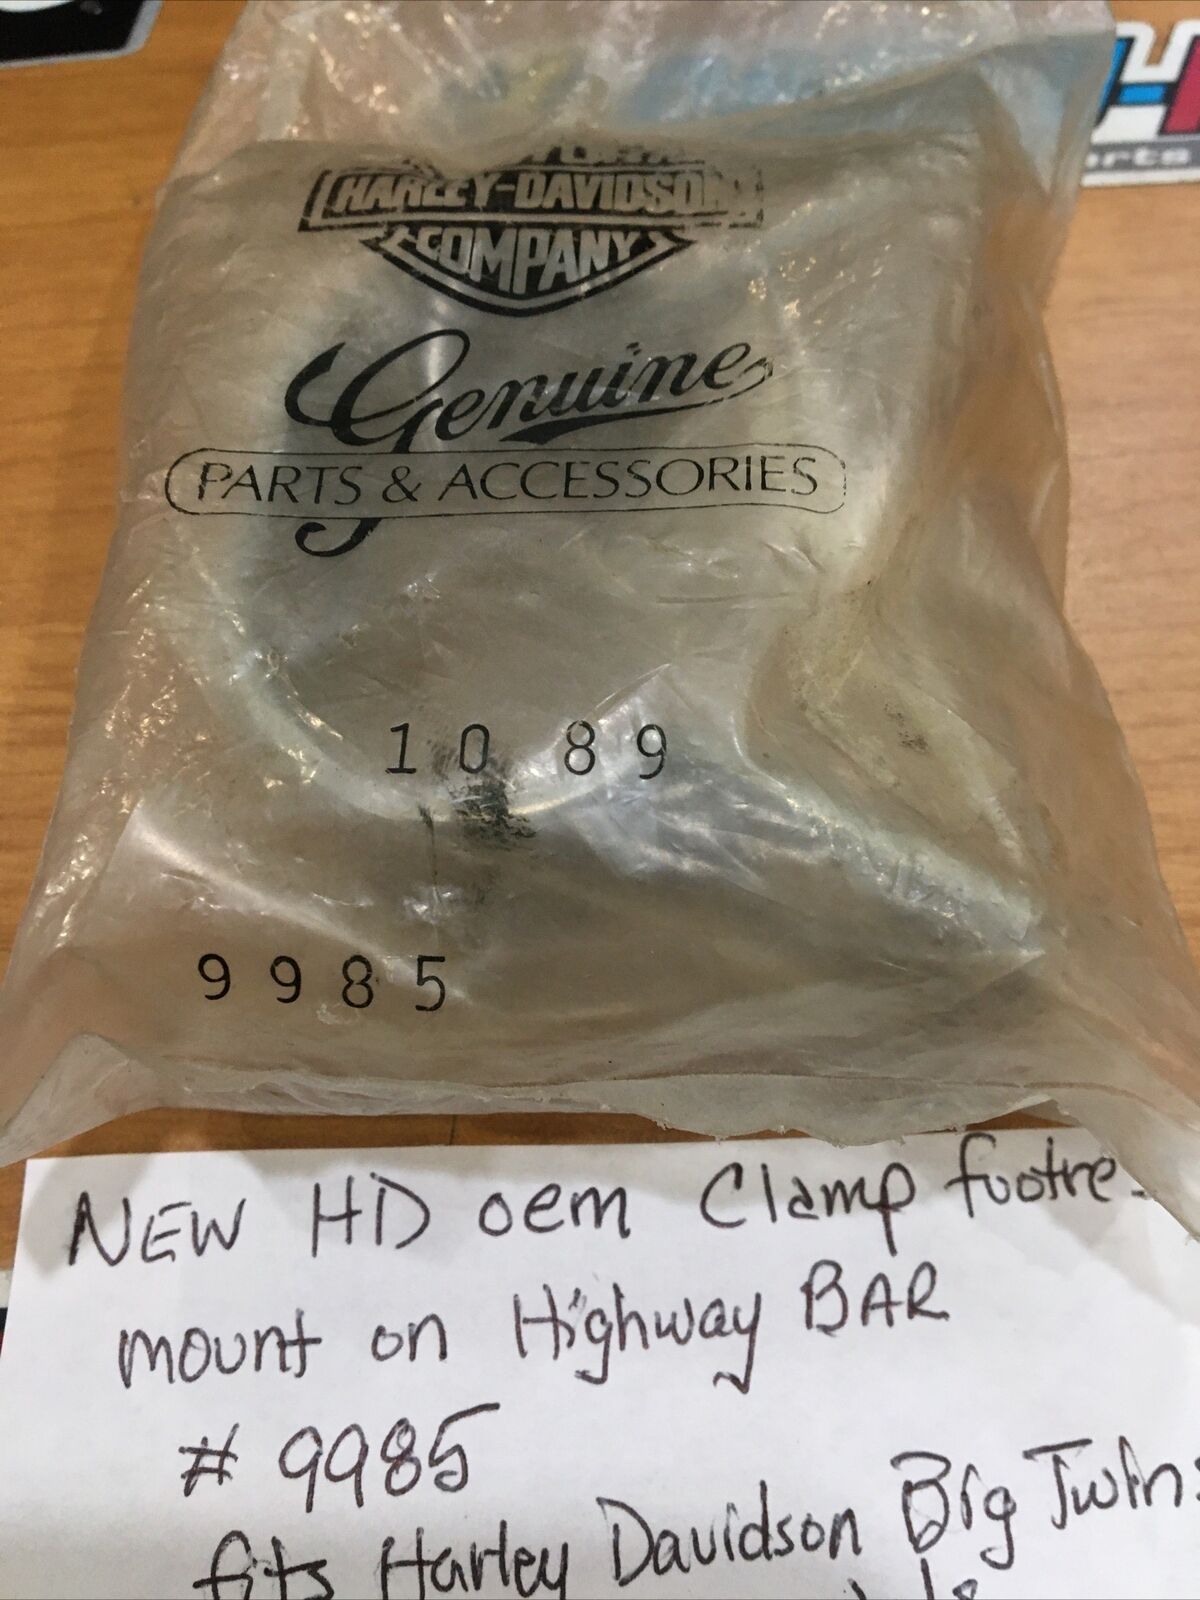 HARLEY-DAVIDSON
COMPANY
Genuine
PARTS & ACCESSORIES
10 89
9985
arts
NEW HD oem Clamp footre
mount on Highway BAR
# 9985
fits Harley Davidson Big Twin